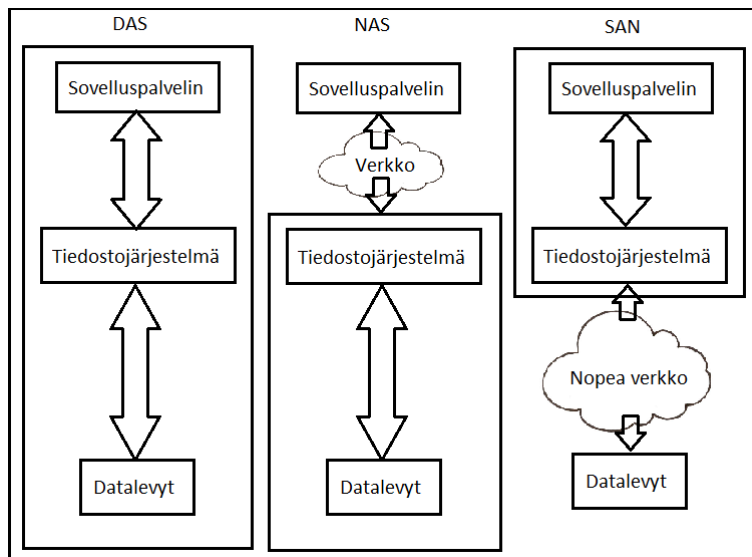 DAS
Sovelluspalvelin
Tiedostojärjestelmä
Datalevyt
NAS
Sovelluspalvelin
Verkko
Tiedostojärjestelmä
Datalevyt
SAN
Sovelluspalvelin
Tiedostojärjestelmä
Nopea verkko
Datalevyt